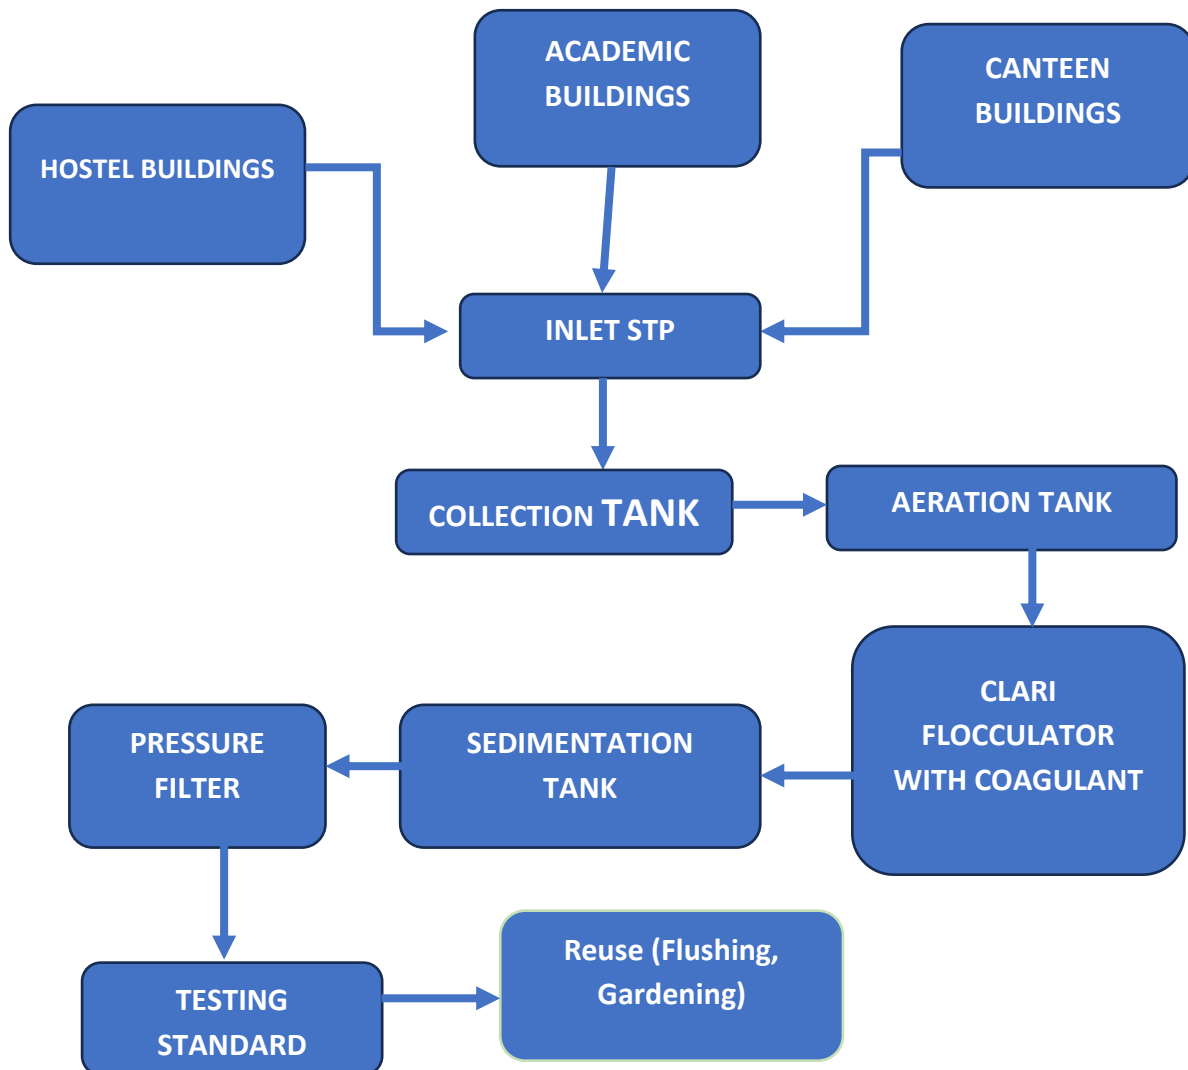 ACADEMIC
BUILDINGS
CANTEEN
BUILDINGS
HOSTEL BUILDINGS
INLET STP
COLLECTION TANK
AERATION TANK
CLARI
FLOCCULATOR
WITH COAGULANT
SEDIMENTATION
TANK
PRESSURE
FILTER
TESTING
STANDARD
Reuse (Flushing,
Gardening)